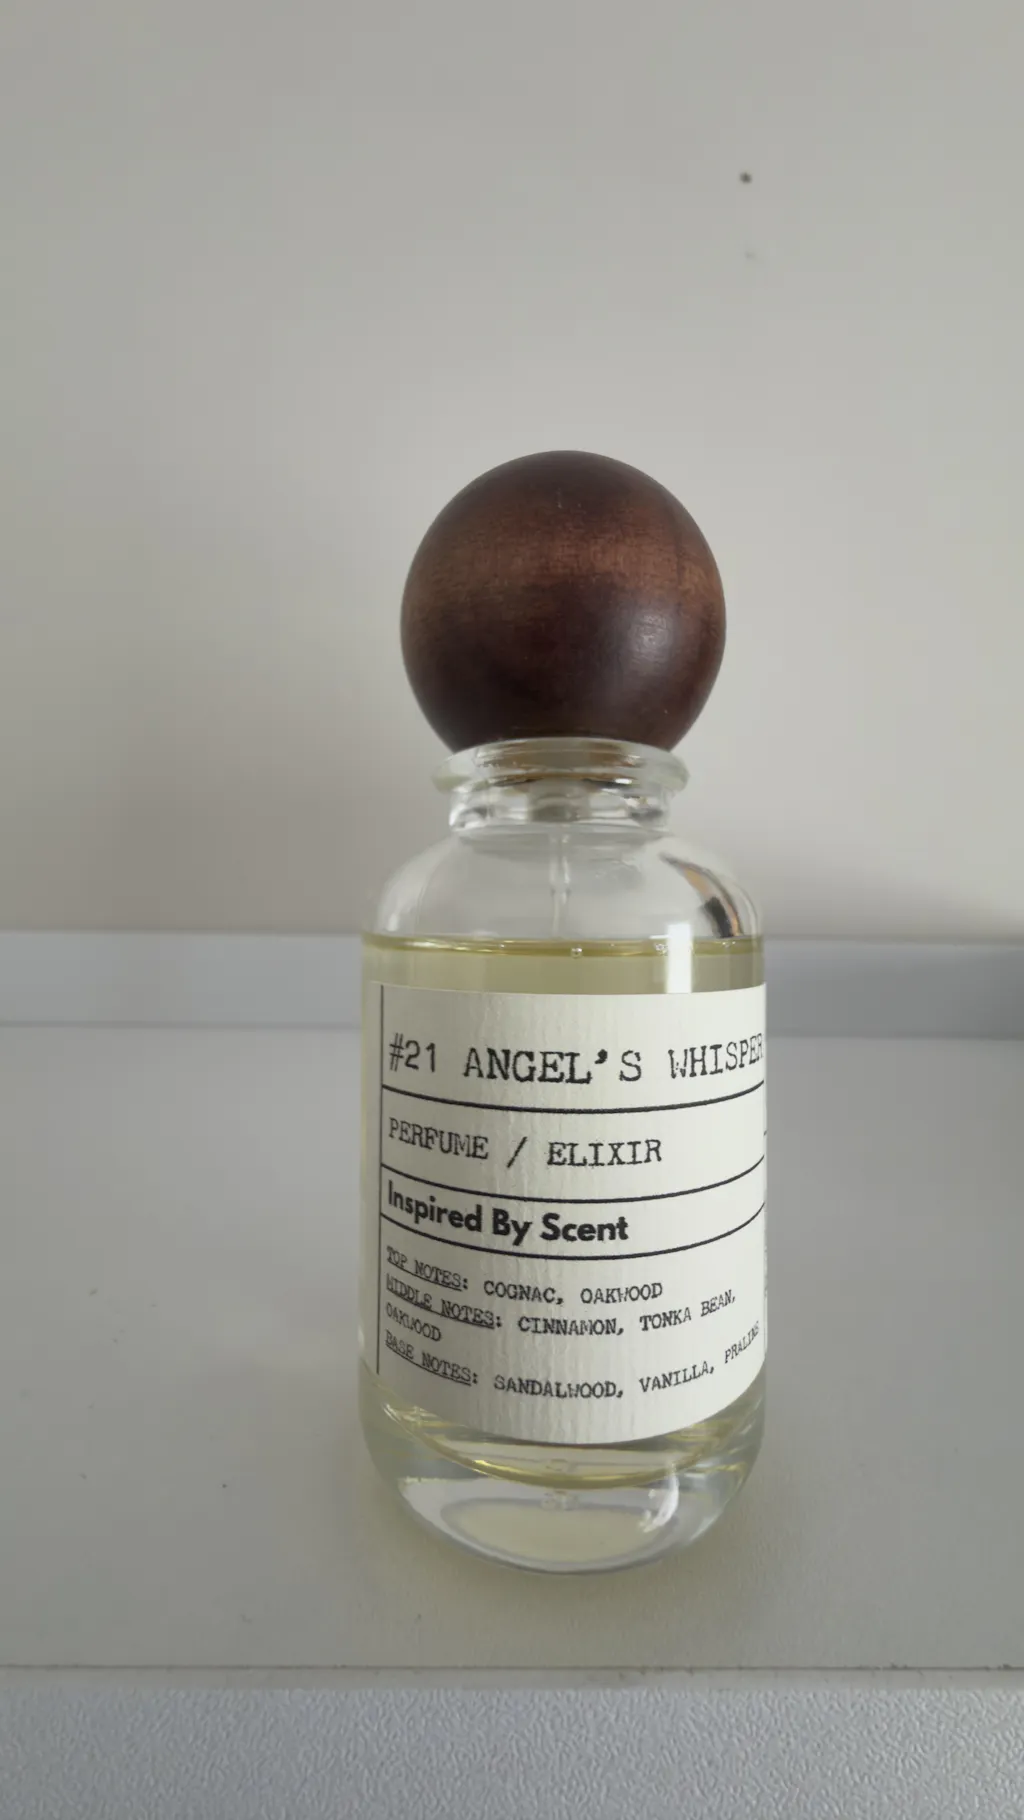 #21 ANGEL'S WHISPER
PERFUME / ELIXIR
Inspired By Scent
TOP NOTES: COGNAC, OAKWOOD
MIDDLE NOTES: CINNAMON, TONKA BEAN,
OAKWOOD
BASE NOTES: SANDALWOOD, VANILLA, PRALINE